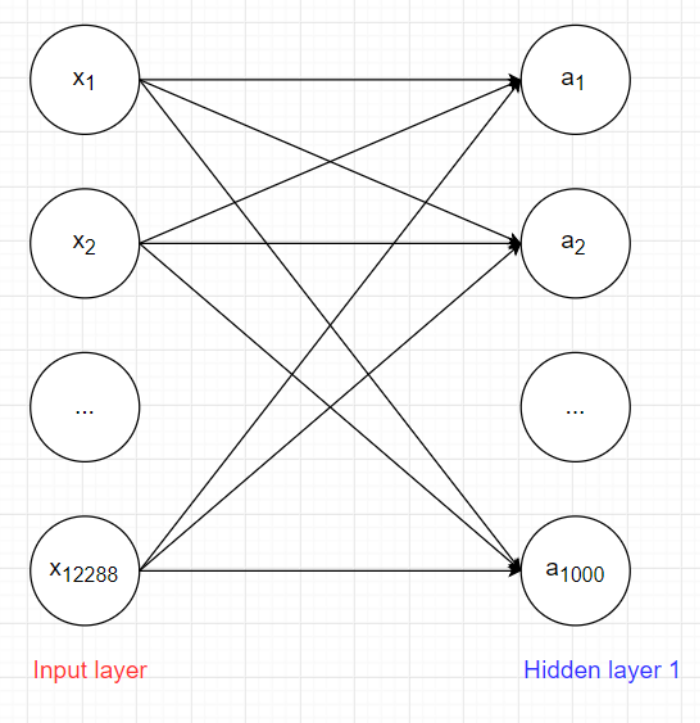 x1 a1
x2 a2
... ...
x12288 a1000
Input layer Hidden layer 1